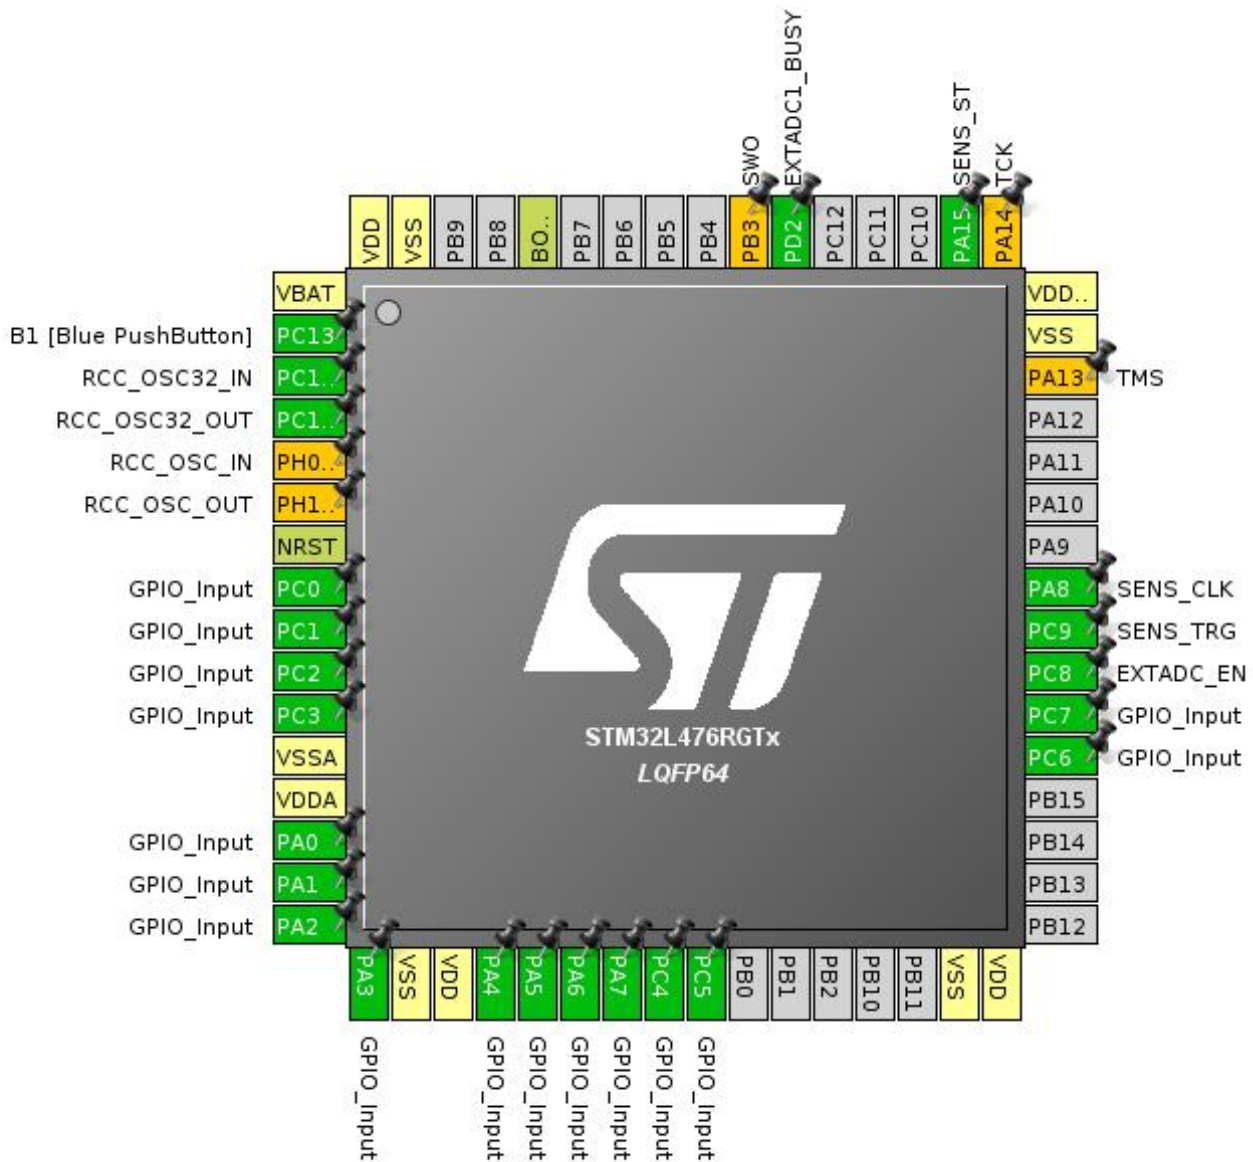 SWO
EXTADC1_BUSY
SENS_ST
TCK
VDD
VSS
PB9
PB8
BO..
PB7
PB6
PB5
PB4
PB3
PD2
PC12
PC11
PC10
PA15
PA14
VBAT
B1 [Blue PushButton] PC13
RCC_OSC32_IN PC1..
RCC_OSC32_OUT PC1..
RCC_OSC_IN PH0..
RCC_OSC_OUT PH1..
NRST
GPIO_Input PC0
GPIO_Input PC1
GPIO_Input PC2
GPIO_Input PC3
VSSA
VDDA
GPIO_Input PA0
GPIO_Input PA1
GPIO_Input PA2
ST
STM32L476RGTx
LQFP64
VDD..
VSS
PA13 TMS
PA12
PA11
PA10
PA9
PA8 SENS_CLK
PC9 SENS_TRG
PC8 EXTADC_EN
PC7 GPIO_Input
PC6 GPIO_Input
PB15
PB14
PB13
PB12
PA3
VSS
VDD
PA4
PA5
PA6
PA7
PC4
PC5
PB0
PB1
PB2
PB10
PB11
VSS
VDD
GPIO_Input
GPIO_Input
GPIO_Input
GPIO_Input
GPIO_Input
GPIO_Input
GPIO_Input